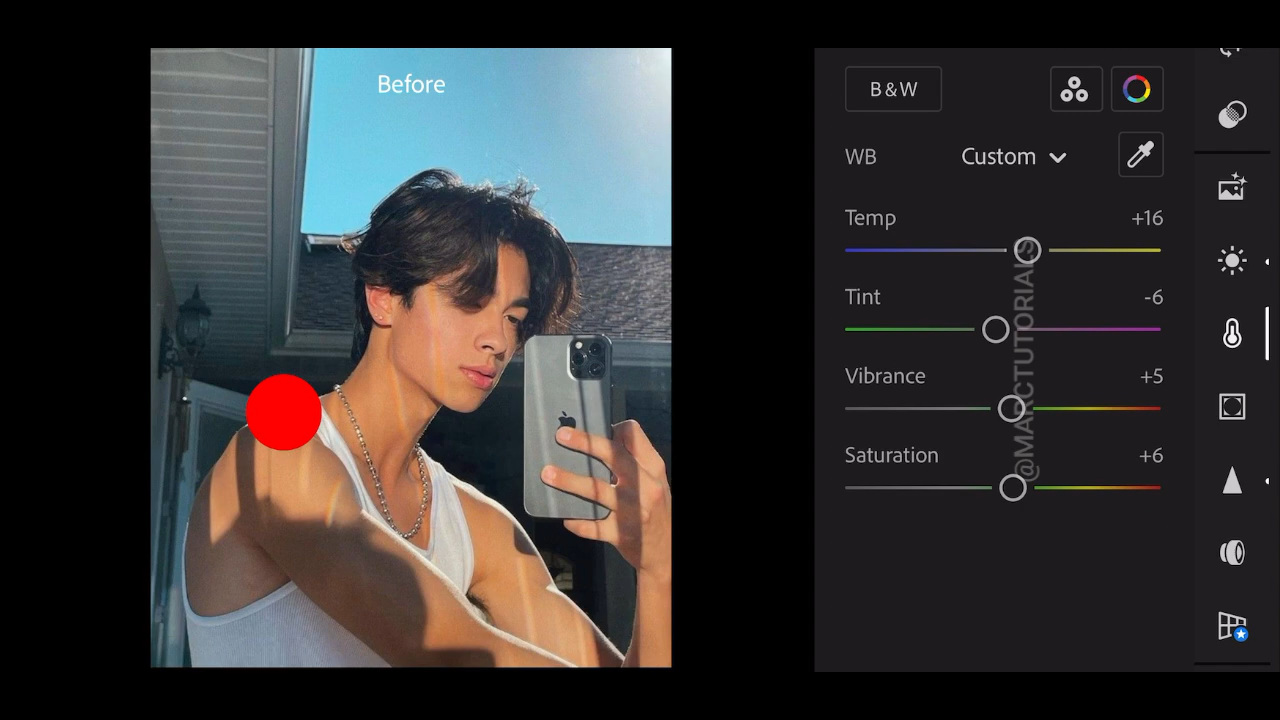 Before
B & W
WB
Custom
Temp
+16
Tint
-6
Vibrance
+5
Saturation
+6
@MARCTUTORIALS